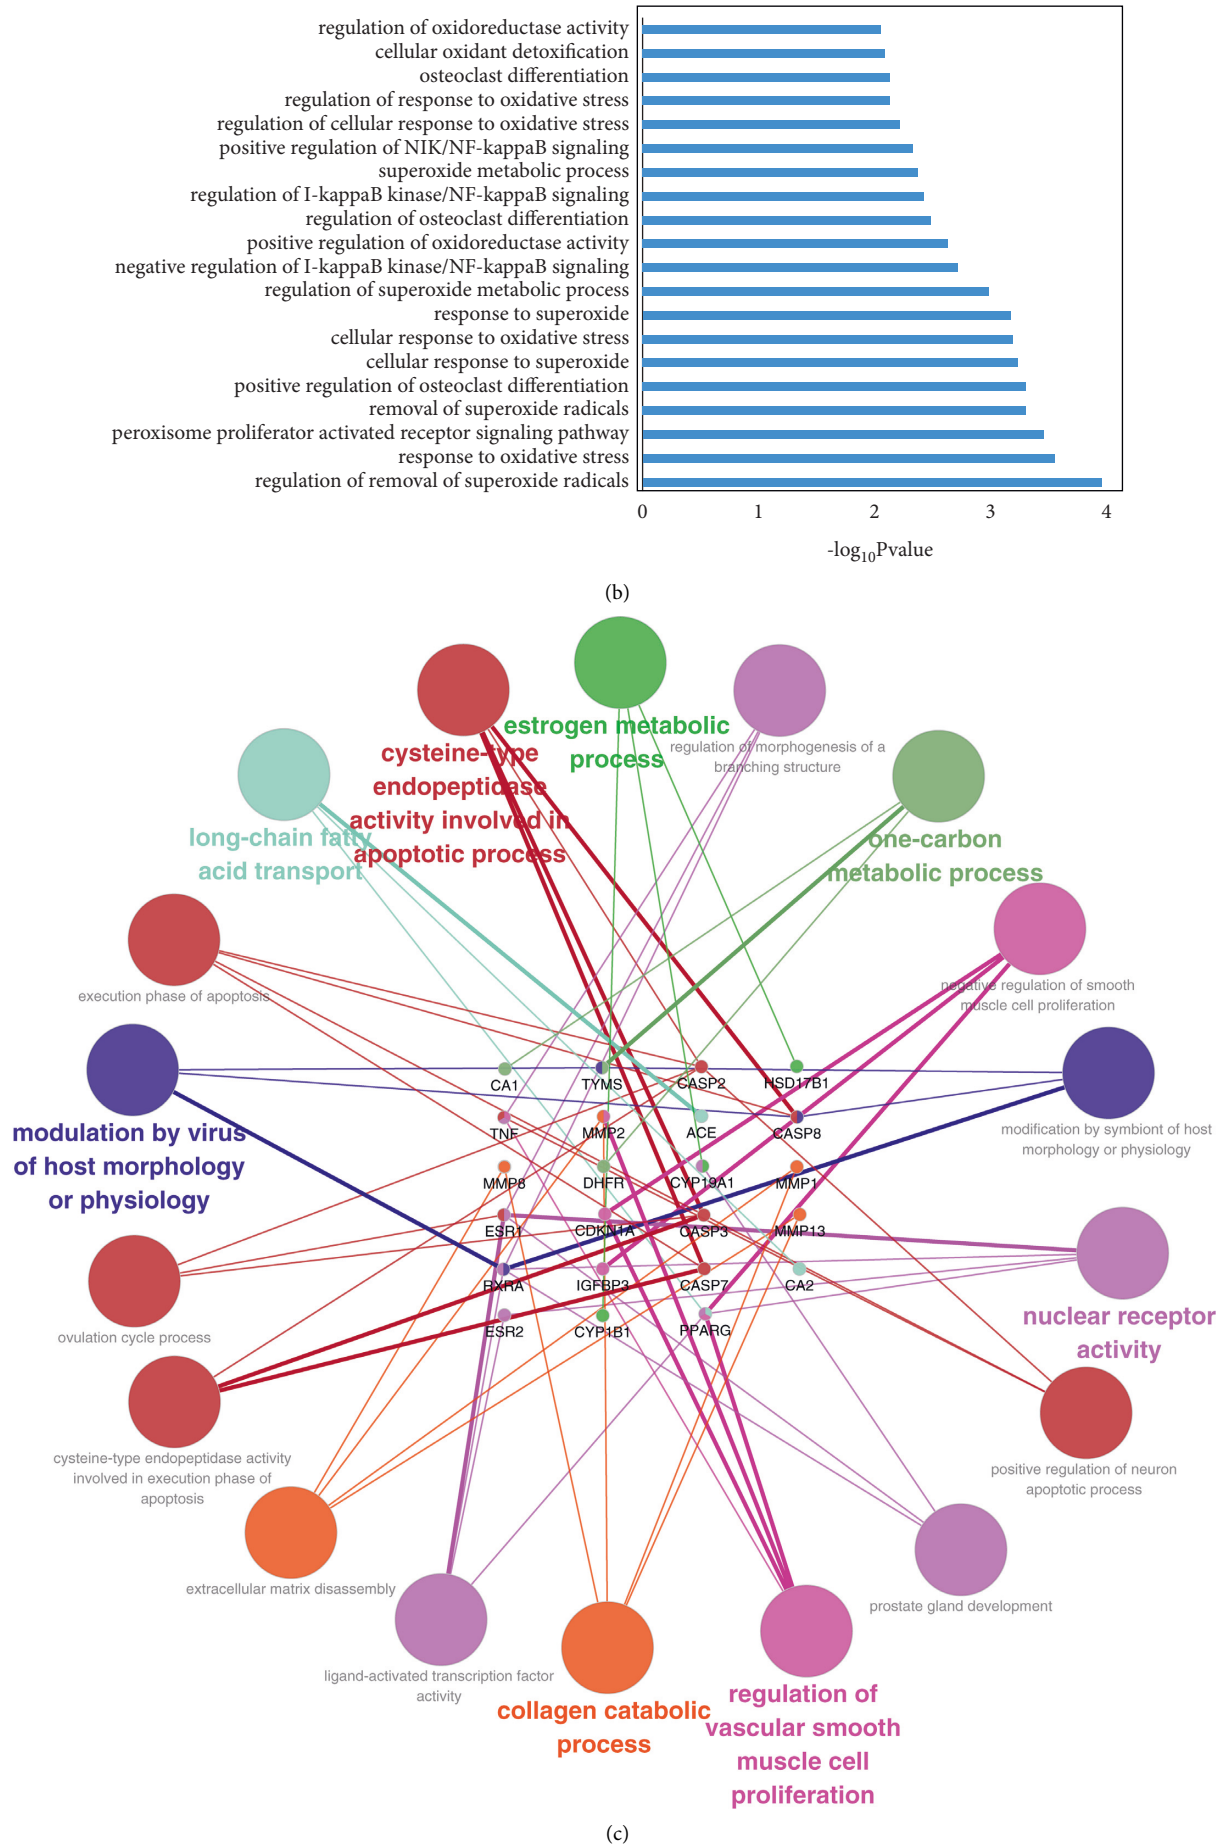 regulation of oxidoreductase activity
cellular oxidant detoxification
osteoclast differentiation
regulation of response to oxidative stress
regulation of cellular response to oxidative stress
positive regulation of NIK/NF-kappaB signaling
superoxide metabolic process
regulation of I-kappaB kinase/NF-kappaB signaling
regulation of osteoclast differentiation
positive regulation of oxidoreductase activity
negative regulation of I-kappaB kinase/NF-kappaB signaling
regulation of superoxide metabolic process
response to superoxide
cellular response to oxidative stress
cellular response to superoxide
positive regulation of osteoclast differentiation
removal of superoxide radicals
peroxisome proliferator activated receptor signaling pathway
response to oxidative stress
regulation of removal of superoxide radicals
0 1 2 3 4
-log10Pvalue
(b)
estrogen metabolic
process
regulation of morphogenesis of a
branching structure
cysteine-type
endopeptidase
activity involved in
apoptotic process
long-chain fatty
acid transport
one-carbon
metabolic process
execution phase of apoptosis
negative regulation of smooth
muscle cell proliferation
modulation by virus
of host morphology
or physiology
modification by symbiont of host
morphology or physiology
CA1 TYMS CASP2 HSD17B1
TNF MMP2 ACE CASP8
MMP8 DHFR CYP19A1 MMP1
ESR1 CDKN1A CASP3 MMP13
RXRA IGFBP3 CASP7 CA2
ESR2 CYP1B1 PPARG
ovulation cycle process
nuclear receptor
activity
cysteine-type endopeptidase activity
involved in execution phase of
apoptosis
positive regulation of neuron
apoptotic process
extracellular matrix disassembly
prostate gland development
ligand-activated transcription factor
activity
collagen catabolic
process
regulation of
vascular smooth
muscle cell
proliferation
(c)